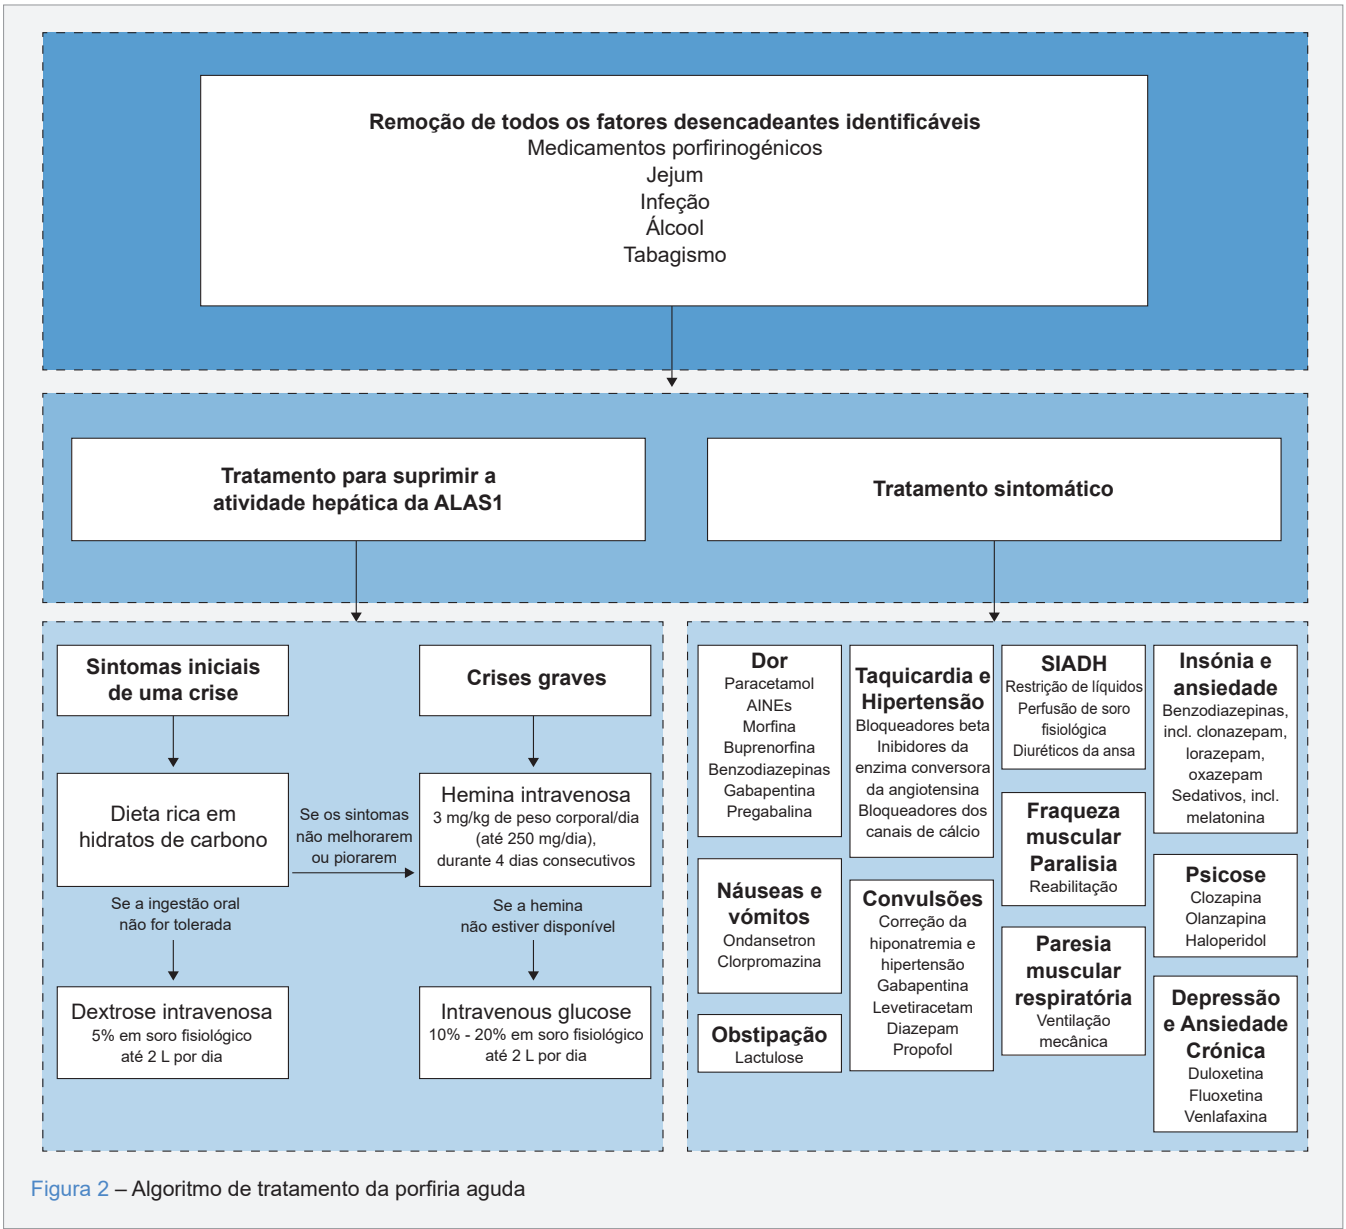 Remoção de todos os fatores desencadeantes identificáveis
Medicamentos porfirinogénicos
Jejum
Infeção
Álcool
Tabagismo
Tratamento para suprimir a
atividade hepática da ALAS1
Tratamento sintomático
Sintomas iniciais
de uma crise
Crises graves
Dieta rica em
hidratos de carbono
Se os sintomas
não melhorarem
ou piorarem
Hemina intravenosa
3 mg/kg de peso corporal/dia
(até 250 mg/dia),
durante 4 dias consecutivos
Se a ingestão oral
não for tolerada
Se a hemina
não estiver disponível
Dextrose intravenosa
5% em soro fisiológico
até 2 L por dia
Intravenous glucose
10% - 20% em soro fisiológico
até 2 L por dia
Dor
Paracetamol
AINEs
Morfina
Buprenorfina
Benzodiazepinas
Gabapentina
Pregabalina
Náuseas e
vómitos
Ondansetron
Clorpromazina
Obstipação
Lactulose
Taquicardia e
Hipertensão
Bloqueadores beta
Inibidores da
enzima conversora
da angiotensina
Bloqueadores dos
canais de cálcio
Convulsões
Correção da
hiponatremia e
hipertensão
Gabapentina
Levetiracetam
Diazepam
Propofol
SIADH
Restrição de líquidos
Perfusão de soro
fisiológica
Diuréticos da ansa
Fraqueza
muscular
Paralisia
Reabilitação
Paresia
muscular
respiratória
Ventilação
mecânica
Insónia e
ansiedade
Benzodiazepinas,
incl. clonazepam,
lorazepam,
oxazepam
Sedativos, incl.
melatonina
Psicose
Clozapina
Olanzapina
Haloperidol
Depressão
e Ansiedade
Crónica
Duloxetina
Fluoxetina
Venlafaxina
Figura 2 – Algoritmo de tratamento da porfiria aguda